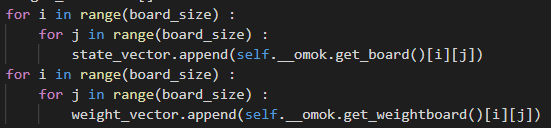 for i in range(board_size) :
    for j in range(board_size) :
        state_vector.append(self.__omok.get_board()[i][j])
for i in range(board_size) :
    for j in range(board_size) :
        weight_vector.append(self.__omok.get_weightboard()[i][j])